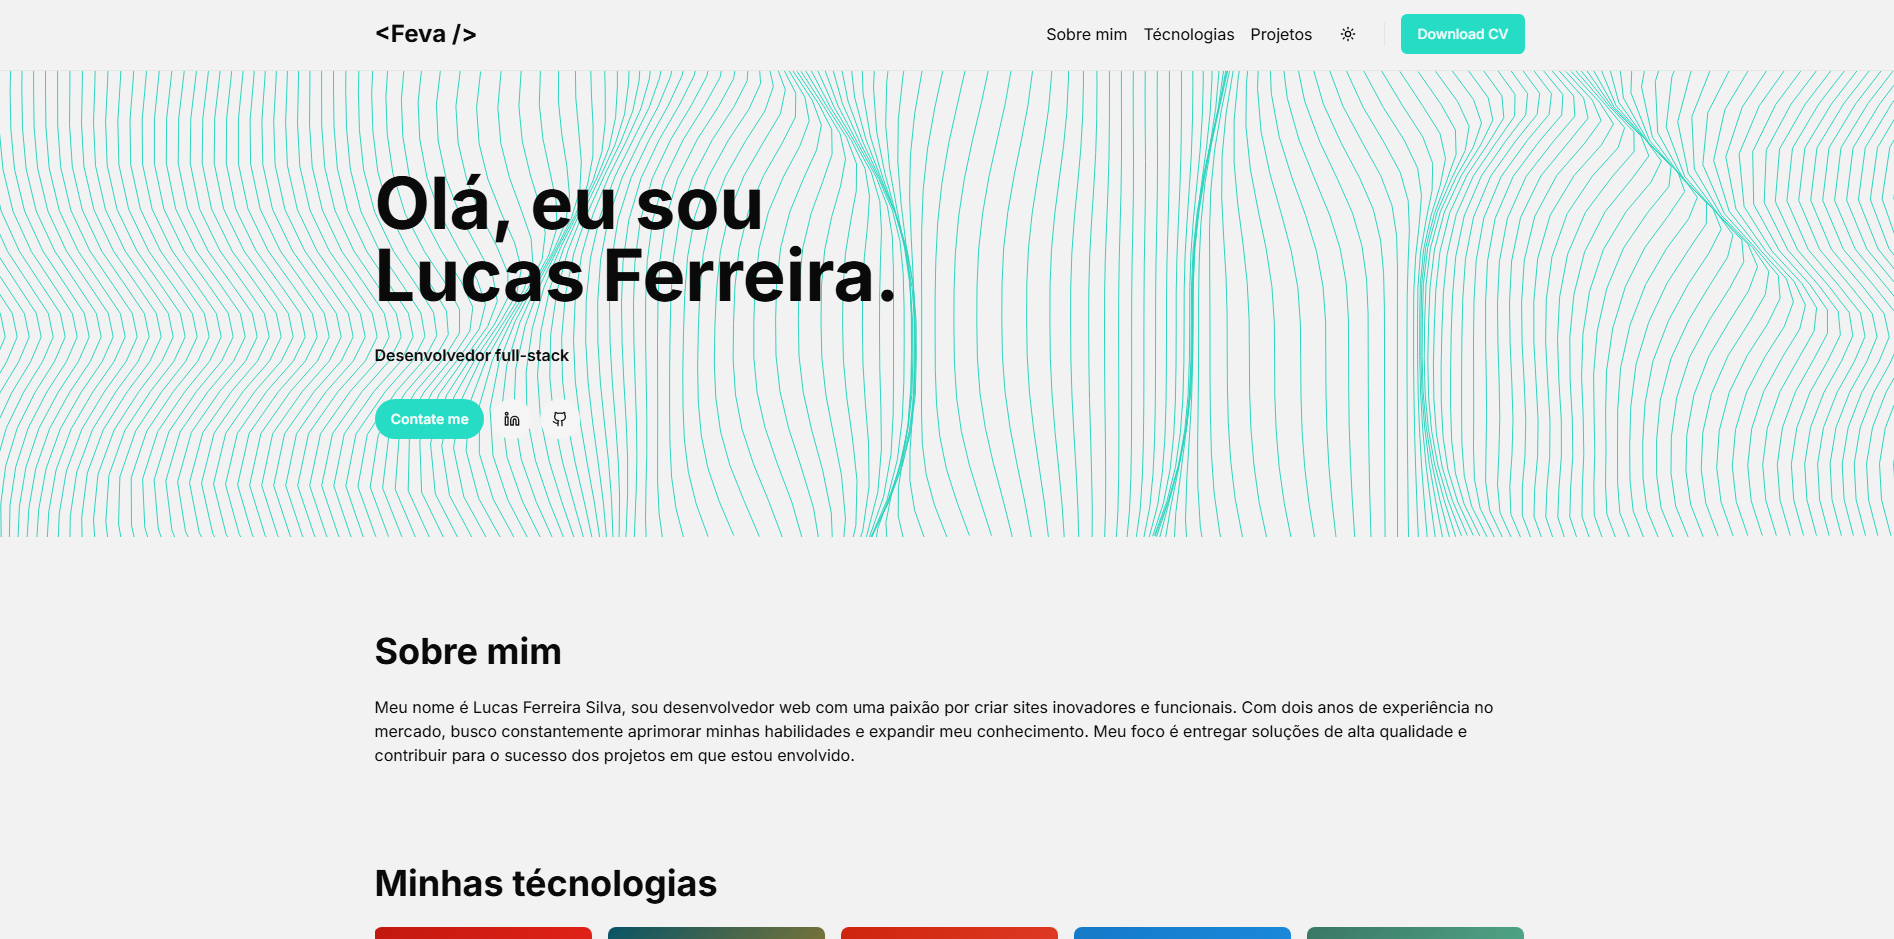 <Feva />
Sobre mim Técnologias Projetos Download CV
Olá, eu sou
Lucas Ferreira.
Desenvolvedor full-stack
Contate me
Sobre mim
Meu nome é Lucas Ferreira Silva, sou desenvolvedor web com uma paixão por criar sites inovadores e funcionais. Com dois anos de experiência no
mercado, busco constantemente aprimorar minhas habilidades e expandir meu conhecimento. Meu foco é entregar soluções de alta qualidade e
contribuir para o sucesso dos projetos em que estou envolvido.
Minhas técnologias